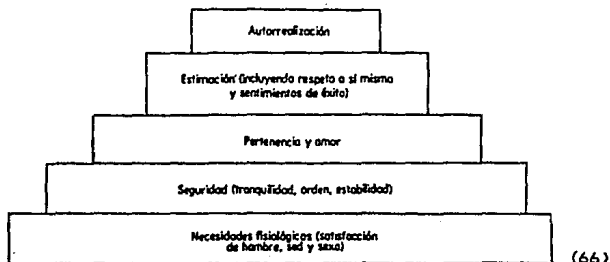 Autorrealización
Estimación (incluyendo respeto a sí mismo
y sentimientos de éxito)
Pertenencia y amor
Seguridad (tranquilidad, orden, estabilidad)
Necesidades fisiológicas (satisfacción
de hambre, sed y sexo)
(66)